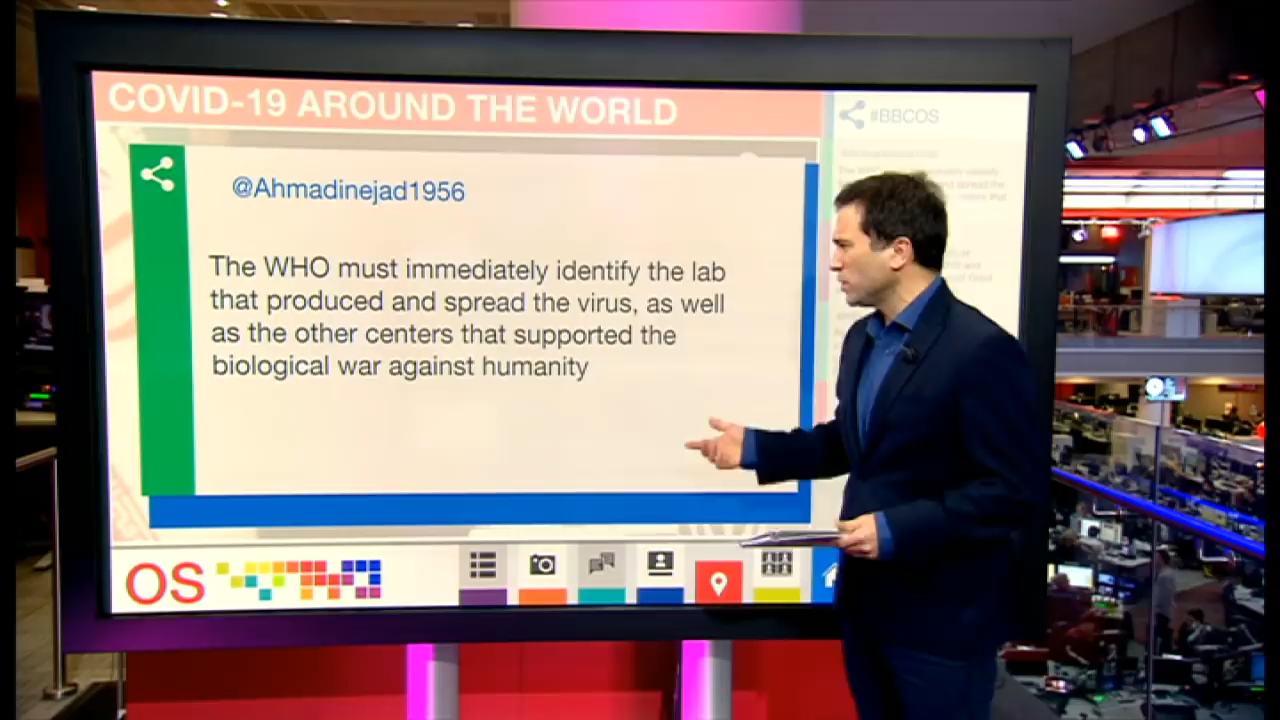 COVID-19 AROUND THE WORLD
#BBCOS
@Ahmadinejad1956
The WHO must immediately identify the lab
that produced and spread the virus, as well
as the other centers that supported the
biological war against humanity
OS